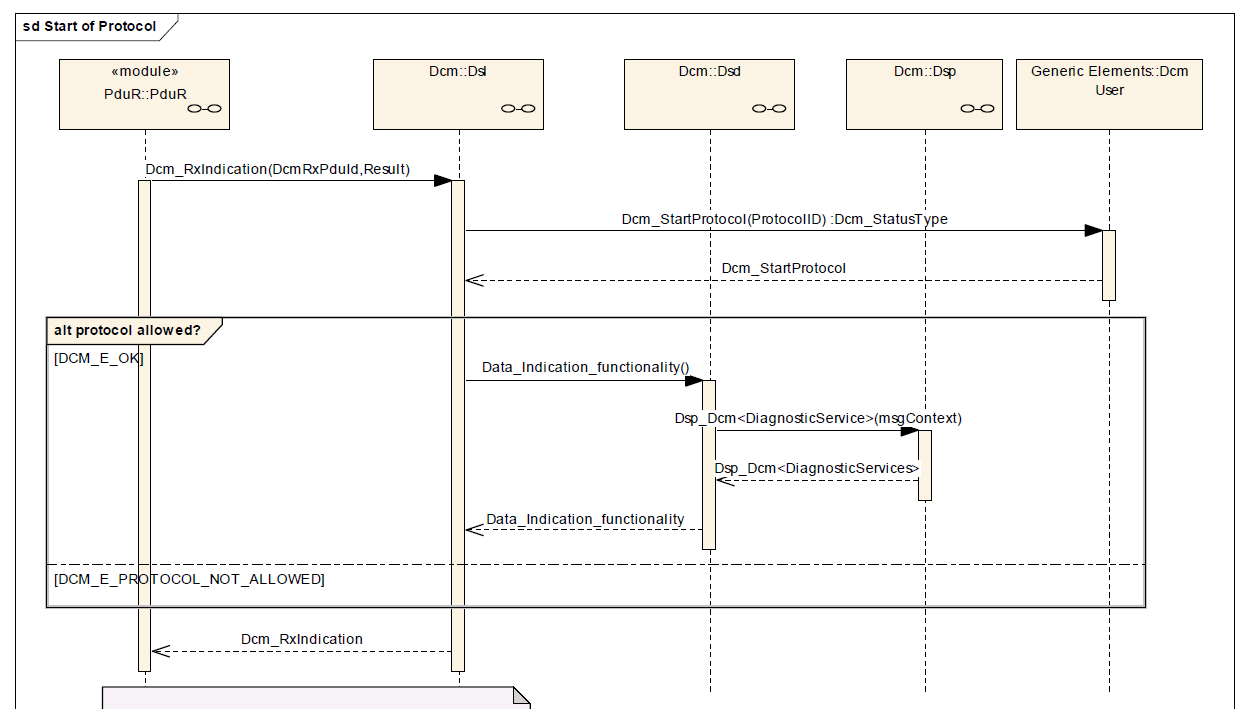 sd Start of Protocol
«module»
PduR::PduR
Dcm::Dsl
Dcm::Dsd
Dcm::Dsp
Generic Elements::Dcm
User
Dcm_RxIndication(DcmRxPduId,Result)
Dcm_StartProtocol(ProtocolID) :Dcm_StatusType
Dcm_StartProtocol
alt protocol allowed?
[DCM_E_OK]
Data_Indication_functionality()
Dsp_Dcm<DiagnosticService>(msgContext)
Dsp_Dcm<DiagnosticServices>
Data_Indication_functionality
[DCM_E_PROTOCOL_NOT_ALLOWED]
Dcm_RxIndication